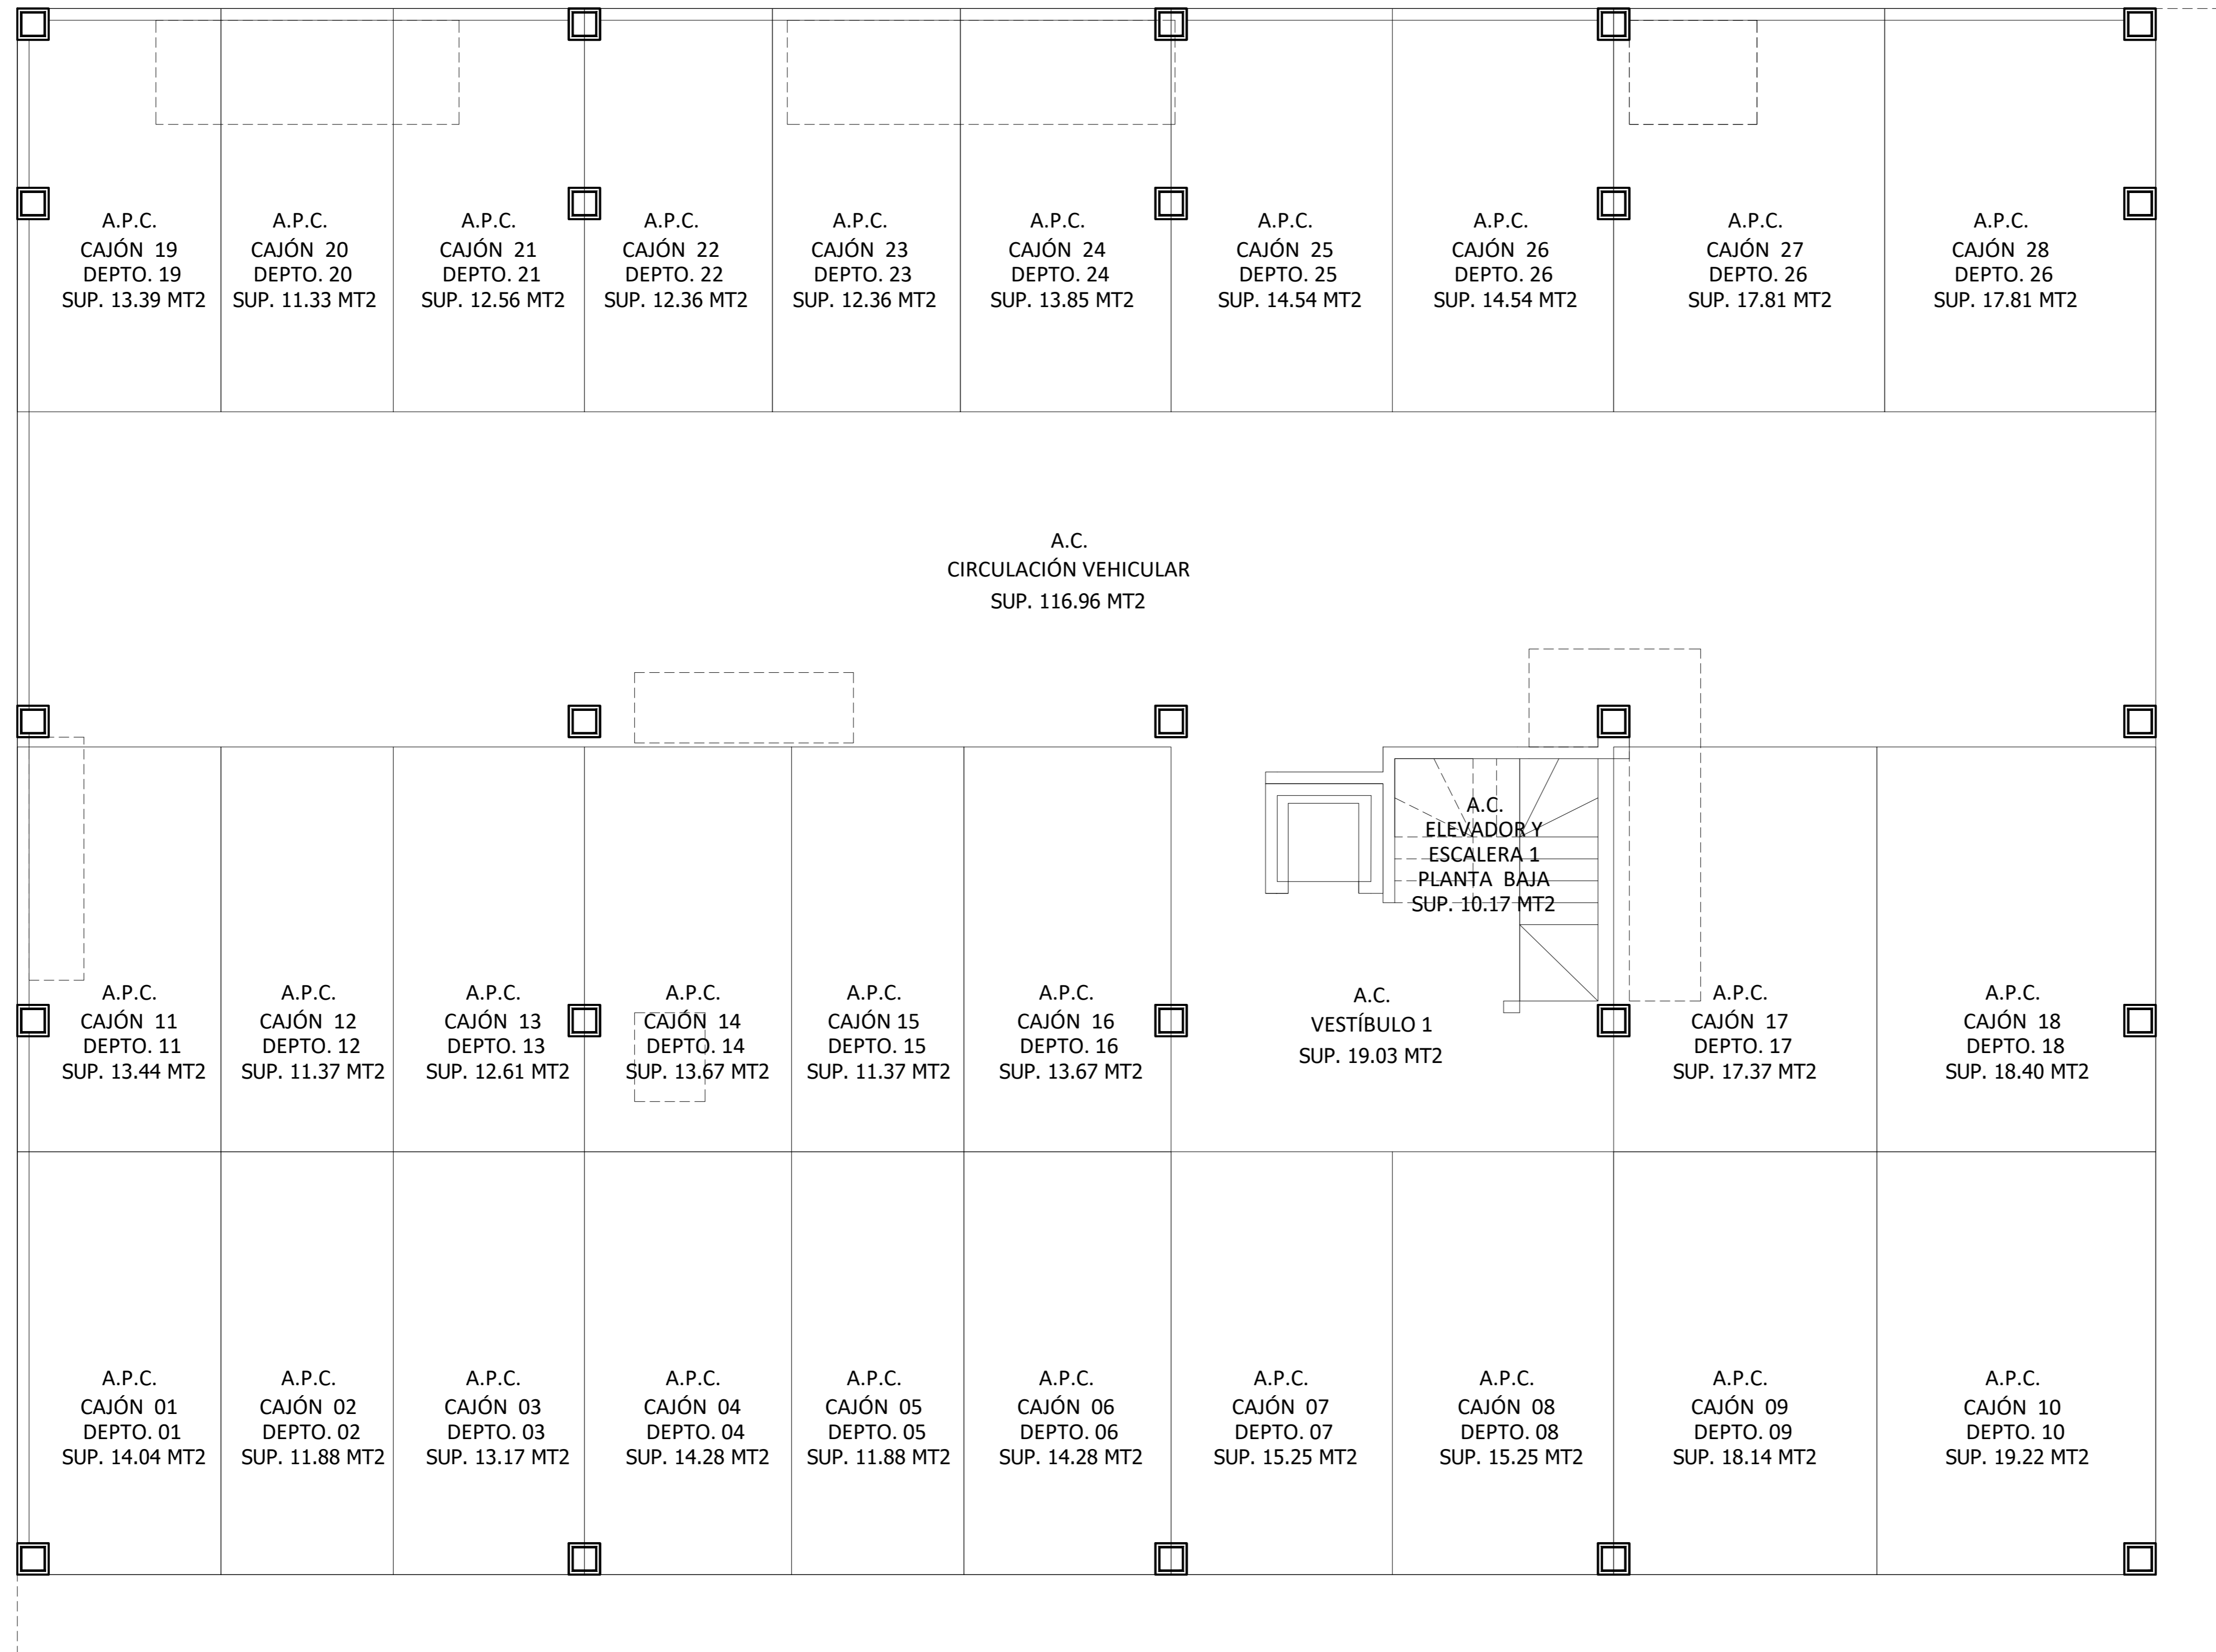 A.P.C.
CAJÓN 19
DEPTO. 19
SUP. 13.39 MT2
A.P.C.
CAJÓN 20
DEPTO. 20
SUP. 11.33 MT2
A.P.C.
CAJÓN 21
DEPTO. 21
SUP. 12.56 MT2
A.P.C.
CAJÓN 22
DEPTO. 22
SUP. 12.36 MT2
A.P.C.
CAJÓN 23
DEPTO. 23
SUP. 12.36 MT2
A.P.C.
CAJÓN 24
DEPTO. 24
SUP. 13.85 MT2
A.P.C.
CAJÓN 25
DEPTO. 25
SUP. 14.54 MT2
A.P.C.
CAJÓN 26
DEPTO. 26
SUP. 14.54 MT2
A.P.C.
CAJÓN 27
DEPTO. 26
SUP. 17.81 MT2
A.P.C.
CAJÓN 28
DEPTO. 26
SUP. 17.81 MT2
A.C.
CIRCULACIÓN VEHICULAR
SUP. 116.96 MT2
A.C.
ELEVADOR Y
ESCALERA 1
PLANTA BAJA
SUP. 10.17 MT2
A.P.C.
CAJÓN 11
DEPTO. 11
SUP. 13.44 MT2
A.P.C.
CAJÓN 12
DEPTO. 12
SUP. 11.37 MT2
A.P.C.
CAJÓN 13
DEPTO. 13
SUP. 12.61 MT2
A.P.C.
CAJÓN 14
DEPTO. 14
SUP. 13.67 MT2
A.P.C.
CAJÓN 15
DEPTO. 15
SUP. 11.37 MT2
A.P.C.
CAJÓN 16
DEPTO. 16
SUP. 13.67 MT2
A.C.
VESTÍBULO 1
SUP. 19.03 MT2
A.P.C.
CAJÓN 17
DEPTO. 17
SUP. 17.37 MT2
A.P.C.
CAJÓN 18
DEPTO. 18
SUP. 18.40 MT2
A.P.C.
CAJÓN 01
DEPTO. 01
SUP. 14.04 MT2
A.P.C.
CAJÓN 02
DEPTO. 02
SUP. 11.88 MT2
A.P.C.
CAJÓN 03
DEPTO. 03
SUP. 13.17 MT2
A.P.C.
CAJÓN 04
DEPTO. 04
SUP. 14.28 MT2
A.P.C.
CAJÓN 05
DEPTO. 05
SUP. 11.88 MT2
A.P.C.
CAJÓN 06
DEPTO. 06
SUP. 14.28 MT2
A.P.C.
CAJÓN 07
DEPTO. 07
SUP. 15.25 MT2
A.P.C.
CAJÓN 08
DEPTO. 08
SUP. 15.25 MT2
A.P.C.
CAJÓN 09
DEPTO. 09
SUP. 18.14 MT2
A.P.C.
CAJÓN 10
DEPTO. 10
SUP. 19.22 MT2